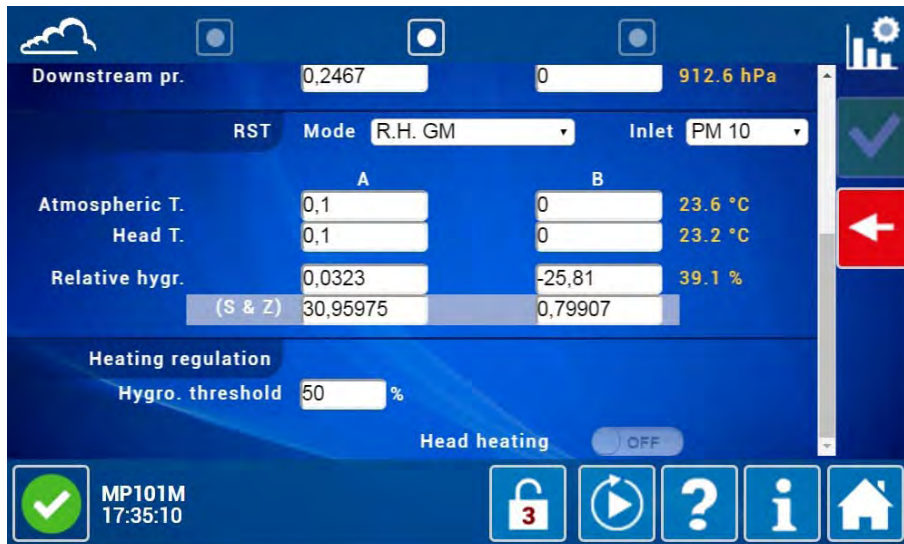 Downstream pr. 0,2467 0 912.6 hPa
RST Mode R.H. GM Inlet PM 10
A B
Atmospheric T. 0,1 0 23.6 °C
Head T. 0,1 0 23.2 °C
Relative hygr. 0,0323 -25,81 39.1 %
(S & Z) 30,95975 0,79907
Heating regulation
Hygro. threshold 50 %
Head heating OFF
MP101M
17:35:10
3
?
i